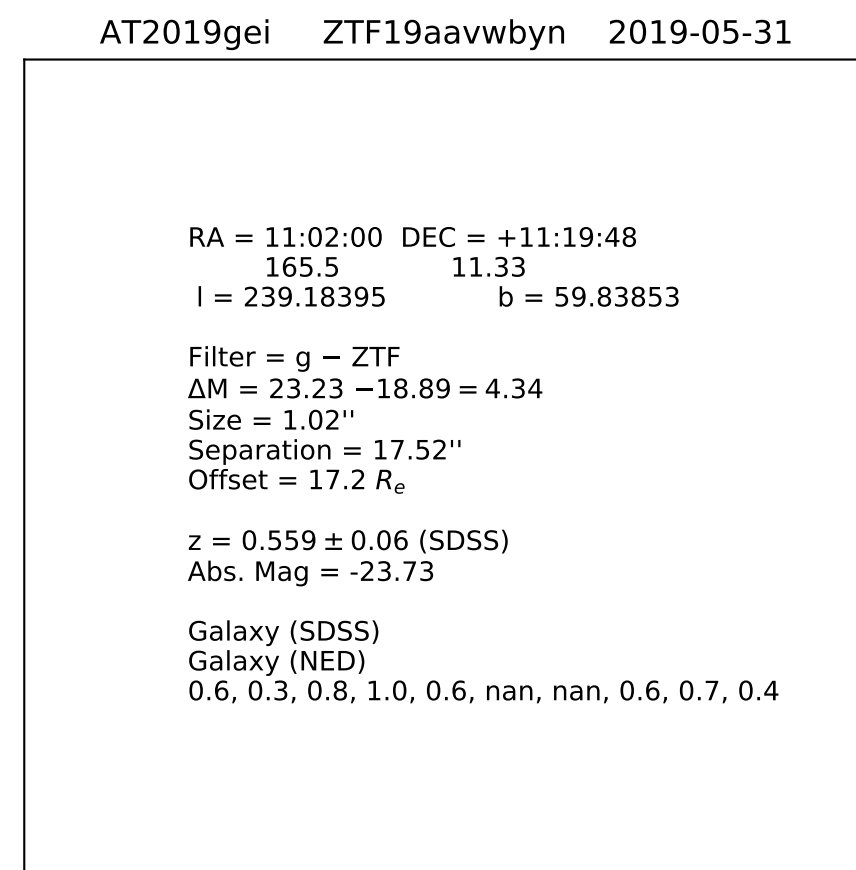 AT2019gei ZTF19aavwbyn 2019-05-31
RA = 11:02:00 DEC = +11:19:48
165.5 11.33
l = 239.18395 b = 59.83853
Filter = g − ZTF
ΔM = 23.23 −18.89 = 4.34
Size = 1.02''
Separation = 17.52''
Offset = 17.2 Rₑ
z = 0.559 ± 0.06 (SDSS)
Abs. Mag = -23.73
Galaxy (SDSS)
Galaxy (NED)
0.6, 0.3, 0.8, 1.0, 0.6, nan, nan, 0.6, 0.7, 0.4